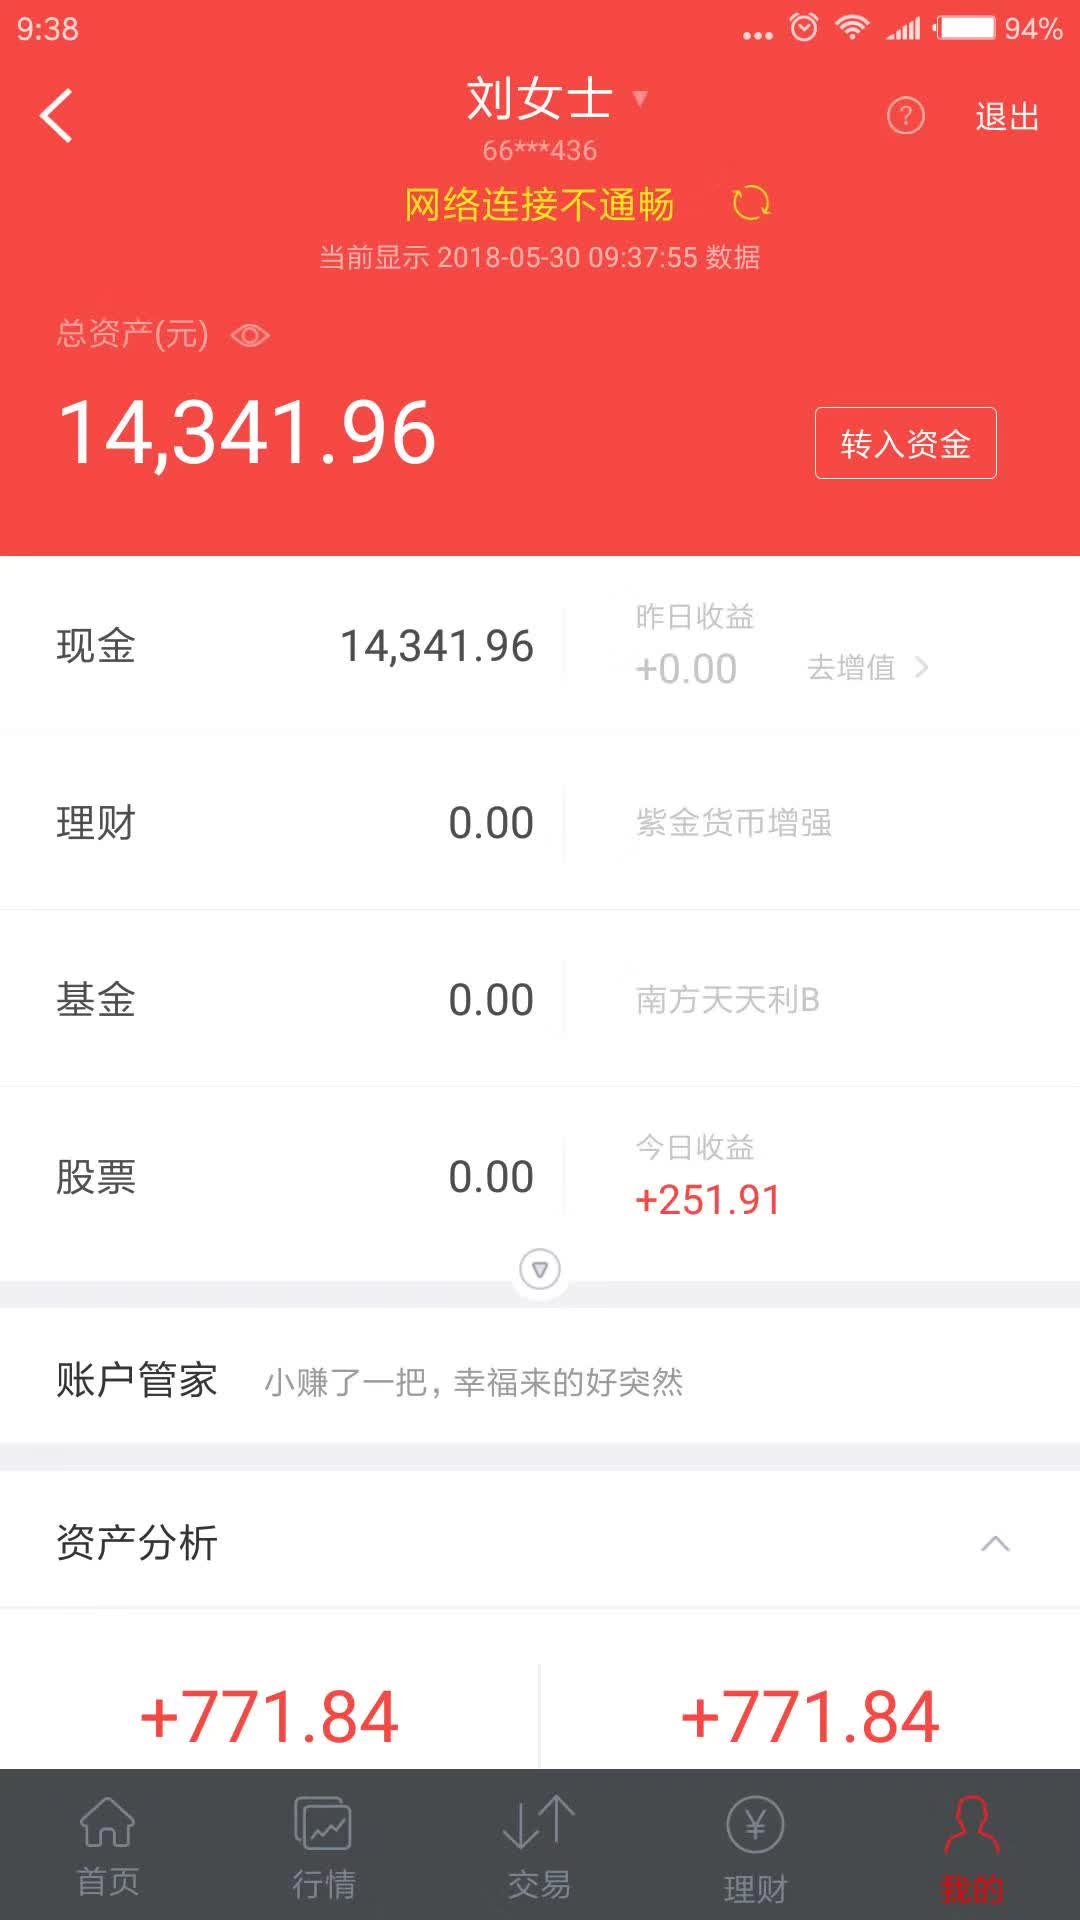 9:38
94%
刘女士
66***436
退出
网络连接不通畅
当前显示 2018-05-30 09:37:55 数据
总资产(元)
14,341.96
转入资金
现金 14,341.96
昨日收益
+0.00 去增值
理财 0.00 紫金货币增强
基金 0.00 南方天天利B
股票 0.00
今日收益
+251.91
账户管家 小赚了一把，幸福来的好突然
资产分析
+771.84 +771.84
首页 行情 交易 理财 我的